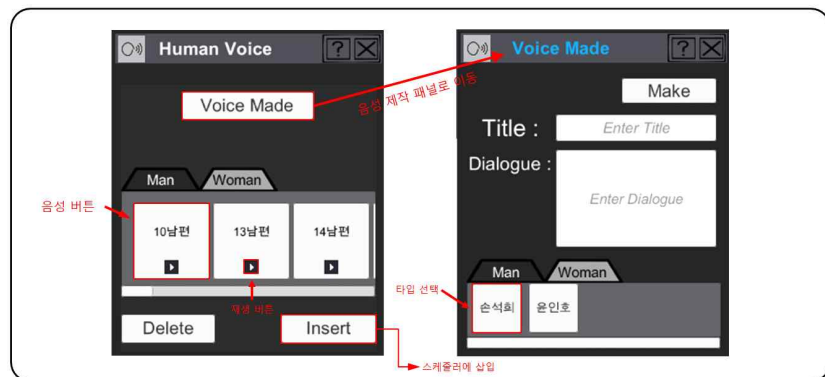 Human Voice
?
Voice Made
음성 제작 패널로 이동
Man
Woman
음성 버튼
10남편
13남편
14남편
재생 버튼
Delete
Insert
스케줄러에 삽입
Voice Made
?
Make
Title :
Enter Title
Dialogue :
Enter Dialogue
Man
Woman
타입 선택
손석희
윤인호